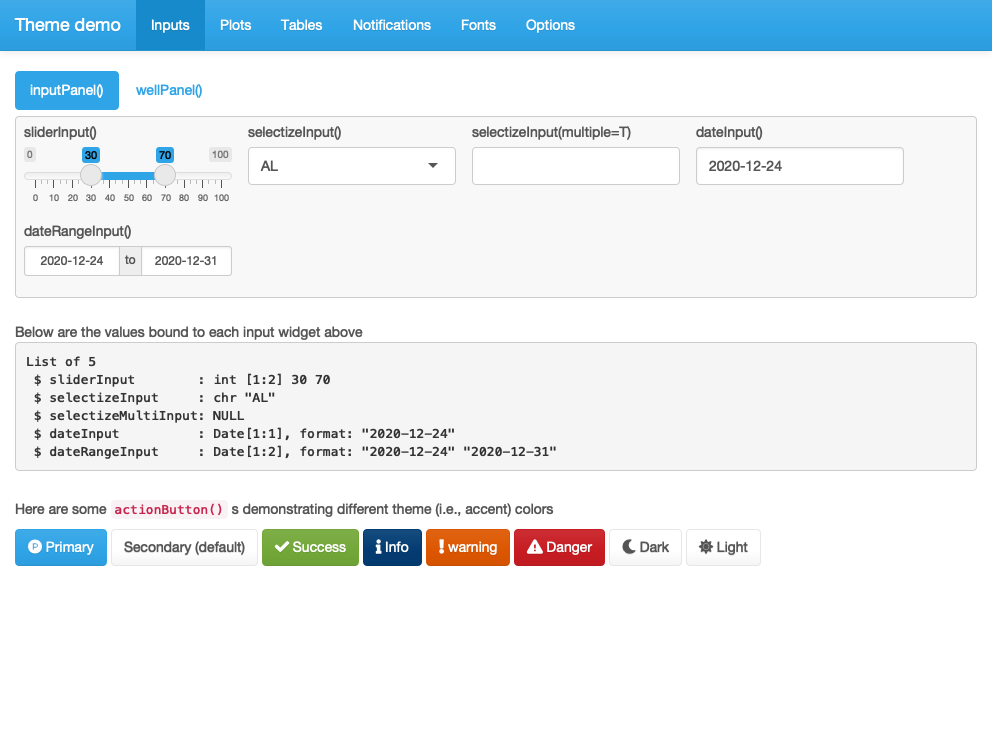 Theme demo Inputs Plots Tables Notifications Fonts Options
inputPanel() wellPanel()
sliderInput() selectizeInput() selectizeInput(multiple=T) dateInput()
0 30 70 100
AL 2020-12-24
0 10 20 30 40 50 60 70 80 90 100
dateRangeInput()
2020-12-24 to 2020-12-31
Below are the values bound to each input widget above
List of 5
$ sliderInput : int [1:2] 30 70
$ selectizeInput : chr "AL"
$ selectizeMultiInput: NULL
$ dateInput : Date[1:1], format: "2020-12-24"
$ dateRangeInput : Date[1:2], format: "2020-12-24" "2020-12-31"
Here are some actionButton() s demonstrating different theme (i.e., accent) colors
Primary Secondary (default) Success Info warning Danger Dark Light